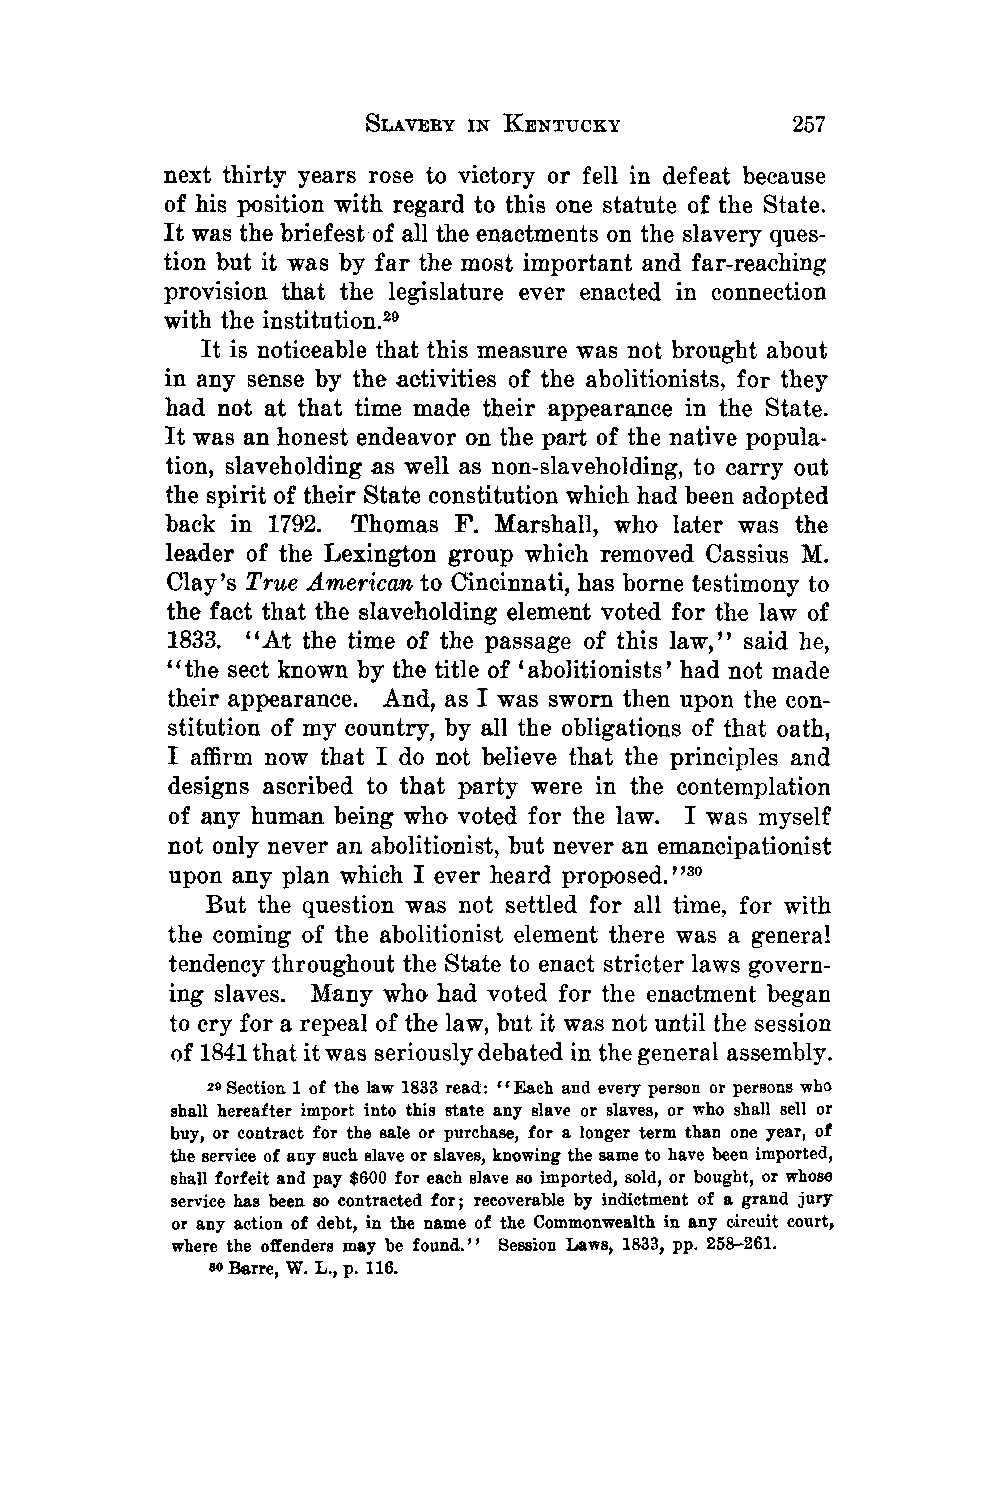 SLAVERY IN KENTUCKY 257
next thirty years rose to victory or fell in defeat because
of his position with regard to this one statute of the State.
It was the briefest of all the enactments on the slavery ques-
tion but it was by far the most important and far-reaching
provision that the legislature ever enacted in connection
with the institution.²⁹
It is noticeable that this measure was not brought about
in any sense by the activities of the abolitionists, for they
had not at that time made their appearance in the State.
It was an honest endeavor on the part of the native popula-
tion, slaveholding as well as non-slaveholding, to carry out
the spirit of their State constitution which had been adopted
back in 1792. Thomas F. Marshall, who later was the
leader of the Lexington group which removed Cassius M.
Clay's True American to Cincinnati, has borne testimony to
the fact that the slaveholding element voted for the law of
1833. "At the time of the passage of this law," said he,
"the sect known by the title of 'abolitionists' had not made
their appearance. And, as I was sworn then upon the con-
stitution of my country, by all the obligations of that oath,
I affirm now that I do not believe that the principles and
designs ascribed to that party were in the contemplation
of any human being who voted for the law. I was myself
not only never an abolitionist, but never an emancipationist
upon any plan which I ever heard proposed."³⁰
But the question was not settled for all time, for with
the coming of the abolitionist element there was a general
tendency throughout the State to enact stricter laws govern-
ing slaves. Many who had voted for the enactment began
to cry for a repeal of the law, but it was not until the session
of 1841 that it was seriously debated in the general assembly.
²⁹ Section 1 of the law 1833 read: "Each and every person or persons who
shall hereafter import into this state any slave or slaves, or who shall sell or
buy, or contract for the sale or purchase, for a longer term than one year, of
the service of any such slave or slaves, knowing the same to have been imported,
shall forfeit and pay $600 for each slave so imported, sold, or bought, or whose
service has been so contracted for; recoverable by indictment of a grand jury
or any action of debt, in the name of the Commonwealth in any circuit court,
where the offenders may be found." Session Laws, 1833, pp. 258–261.
³⁰ Barre, W. L., p. 116.